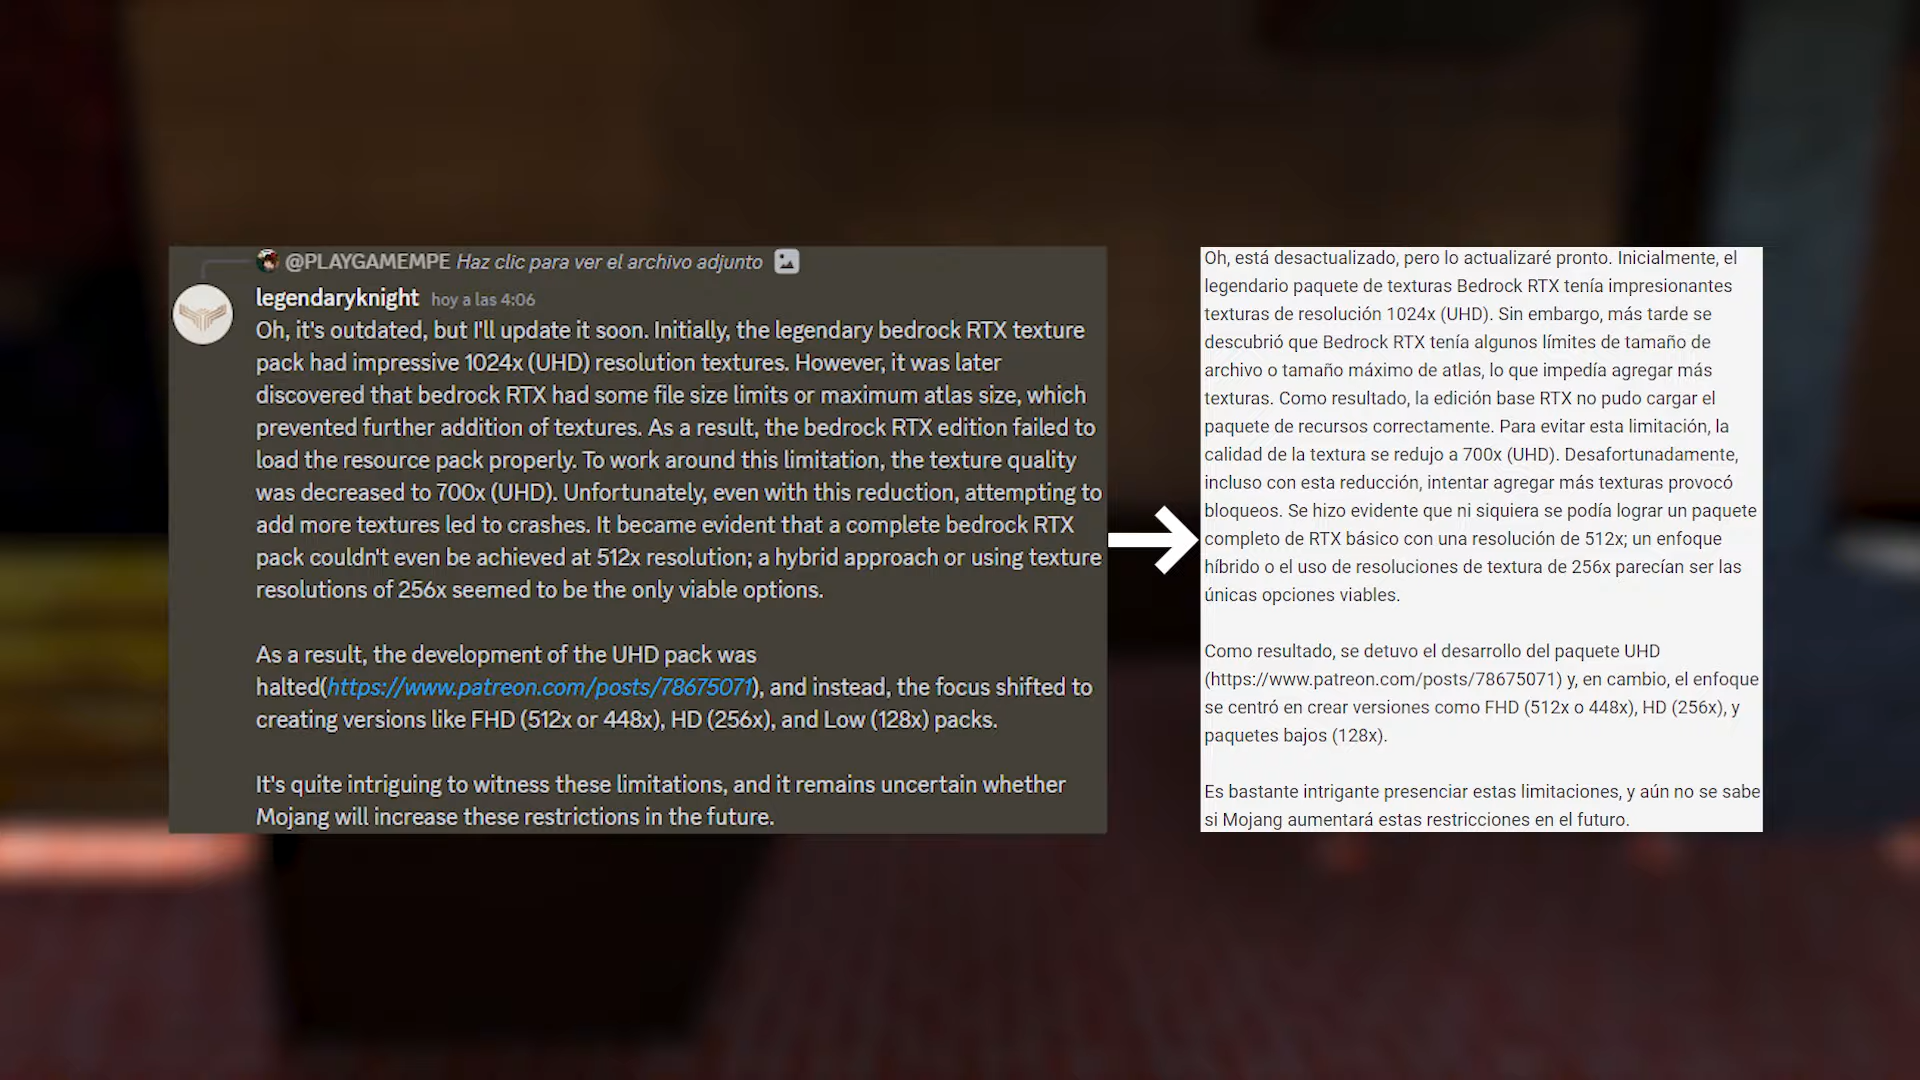 @PLAYGAMEMPE Haz clic para ver el archivo adjunto
legendaryknight hoy a las 4:06
Oh, it's outdated, but I'll update it soon. Initially, the legendary bedrock RTX texture
pack had impressive 1024x (UHD) resolution textures. However, it was later
discovered that bedrock RTX had some file size limits or maximum atlas size, which
prevented further addition of textures. As a result, the bedrock RTX edition failed to
load the resource pack properly. To work around this limitation, the texture quality
was decreased to 700x (UHD). Unfortunately, even with this reduction, attempting to
add more textures led to crashes. It became evident that a complete bedrock RTX
pack couldn't even be achieved at 512x resolution; a hybrid approach or using texture
resolutions of 256x seemed to be the only viable options.
As a result, the development of the UHD pack was
halted(https://www.patreon.com/posts/78675071), and instead, the focus shifted to
creating versions like FHD (512x or 448x), HD (256x), and Low (128x) packs.
It's quite intriguing to witness these limitations, and it remains uncertain whether
Mojang will increase these restrictions in the future.
Oh, está desactualizado, pero lo actualizaré pronto. Inicialmente, el
legendario paquete de texturas Bedrock RTX tenía impresionantes
texturas de resolución 1024x (UHD). Sin embargo, más tarde se
descubrió que Bedrock RTX tenía algunos límites de tamaño de
archivo o tamaño máximo de atlas, lo que impedía agregar más
texturas. Como resultado, la edición base RTX no pudo cargar el
paquete de recursos correctamente. Para evitar esta limitación, la
calidad de la textura se redujo a 700x (UHD). Desafortunadamente,
incluso con esta reducción, intentar agregar más texturas provocó
bloqueos. Se hizo evidente que ni siquiera se podía lograr un paquete
completo de RTX básico con una resolución de 512x; un enfoque
híbrido o el uso de resoluciones de textura de 256x parecían ser las
únicas opciones viables.
Como resultado, se detuvo el desarrollo del paquete UHD
(https://www.patreon.com/posts/78675071) y, en cambio, el enfoque
se centró en crear versiones como FHD (512x o 448x), HD (256x), y
paquetes bajos (128x).
Es bastante intrigante presenciar estas limitaciones, y aún no se sabe
si Mojang aumentará estas restricciones en el futuro.